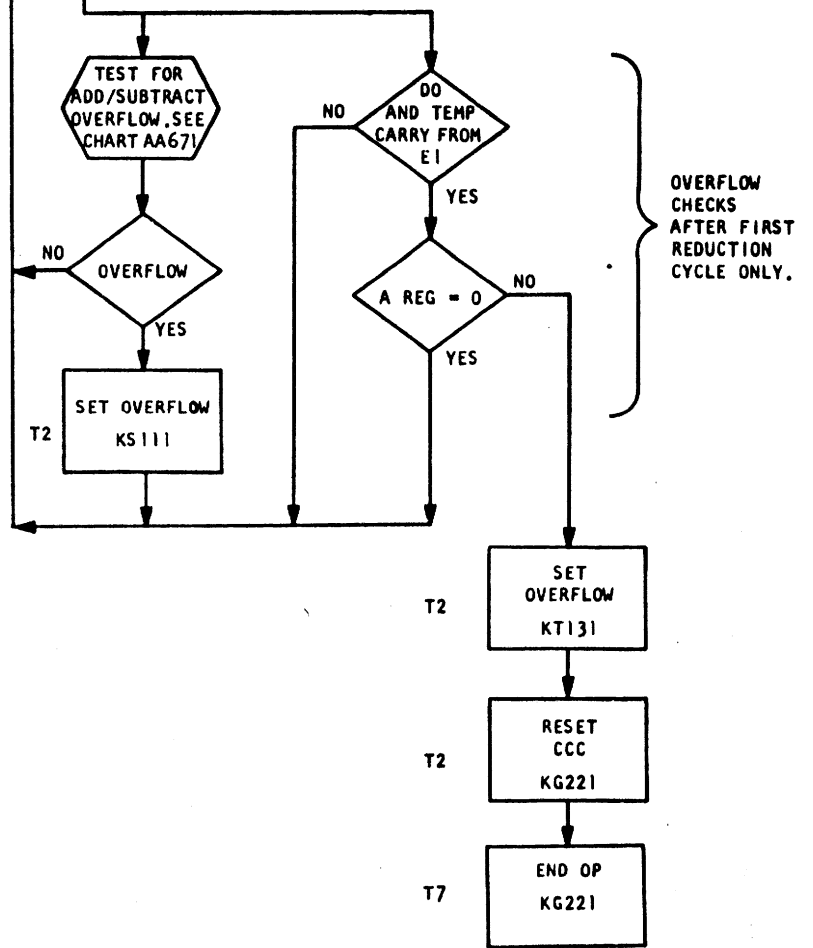 TEST FOR
ADD/SUBTRACT
OVERFLOW. SEE
CHART AA671
DO
AND TEMP
CARRY FROM
E1
NO
YES
OVERFLOW
CHECKS
AFTER FIRST
REDUCTION
CYCLE ONLY.
NO
OVERFLOW
YES
A REG = 0
NO
YES
SET OVERFLOW
KS111
T2
SET
OVERFLOW
KT131
T2
RESET
CCC
KG221
T2
END OP
KG221
T7